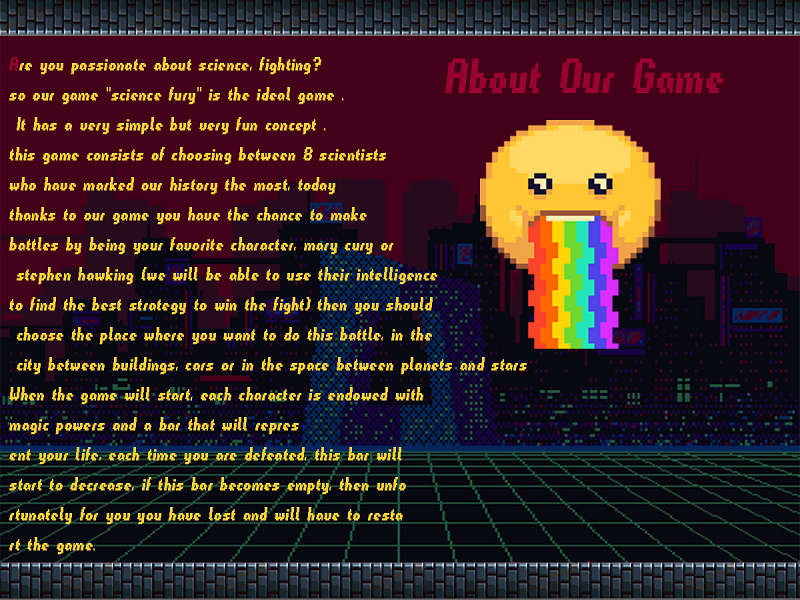 About Our Game
Are you passionate about science, fighting?
so our game "science fury" is the ideal game .
It has a very simple but very fun concept .
this game consists of choosing between 8 scientists
who have marked our history the most, today
thanks to our game you have the chance to make
battles by being your favorite character, mary cury or
stephen hawking (we will be able to use their intelligence
to find the best strategy to win the fight) then you should
choose the place where you want to do this battle, in the
city between buildings, cars or in the space between planets and stars
When the game will start, each character is endowed with
magic powers and a bar that will repres
ent your life, each time you are defeated, this bar will
start to decrease, if this bar becomes empty, then unfo
rtunately for you you have lost and will have to resta
rt the game.